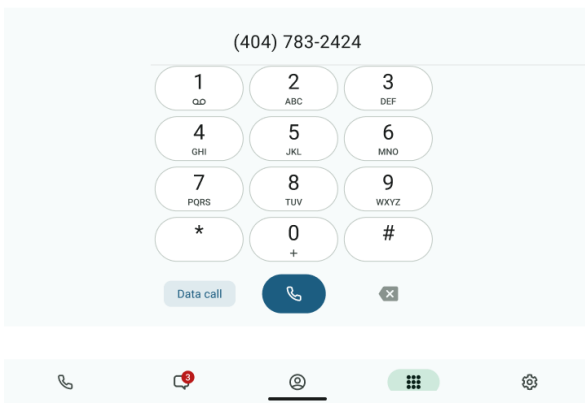 (404) 783-2424
1
2
ABC
3
DEF
4
GHI
5
JKL
6
MNO
7
PQRS
8
TUV
9
WXYZ
*
0
+
#
Data call
3